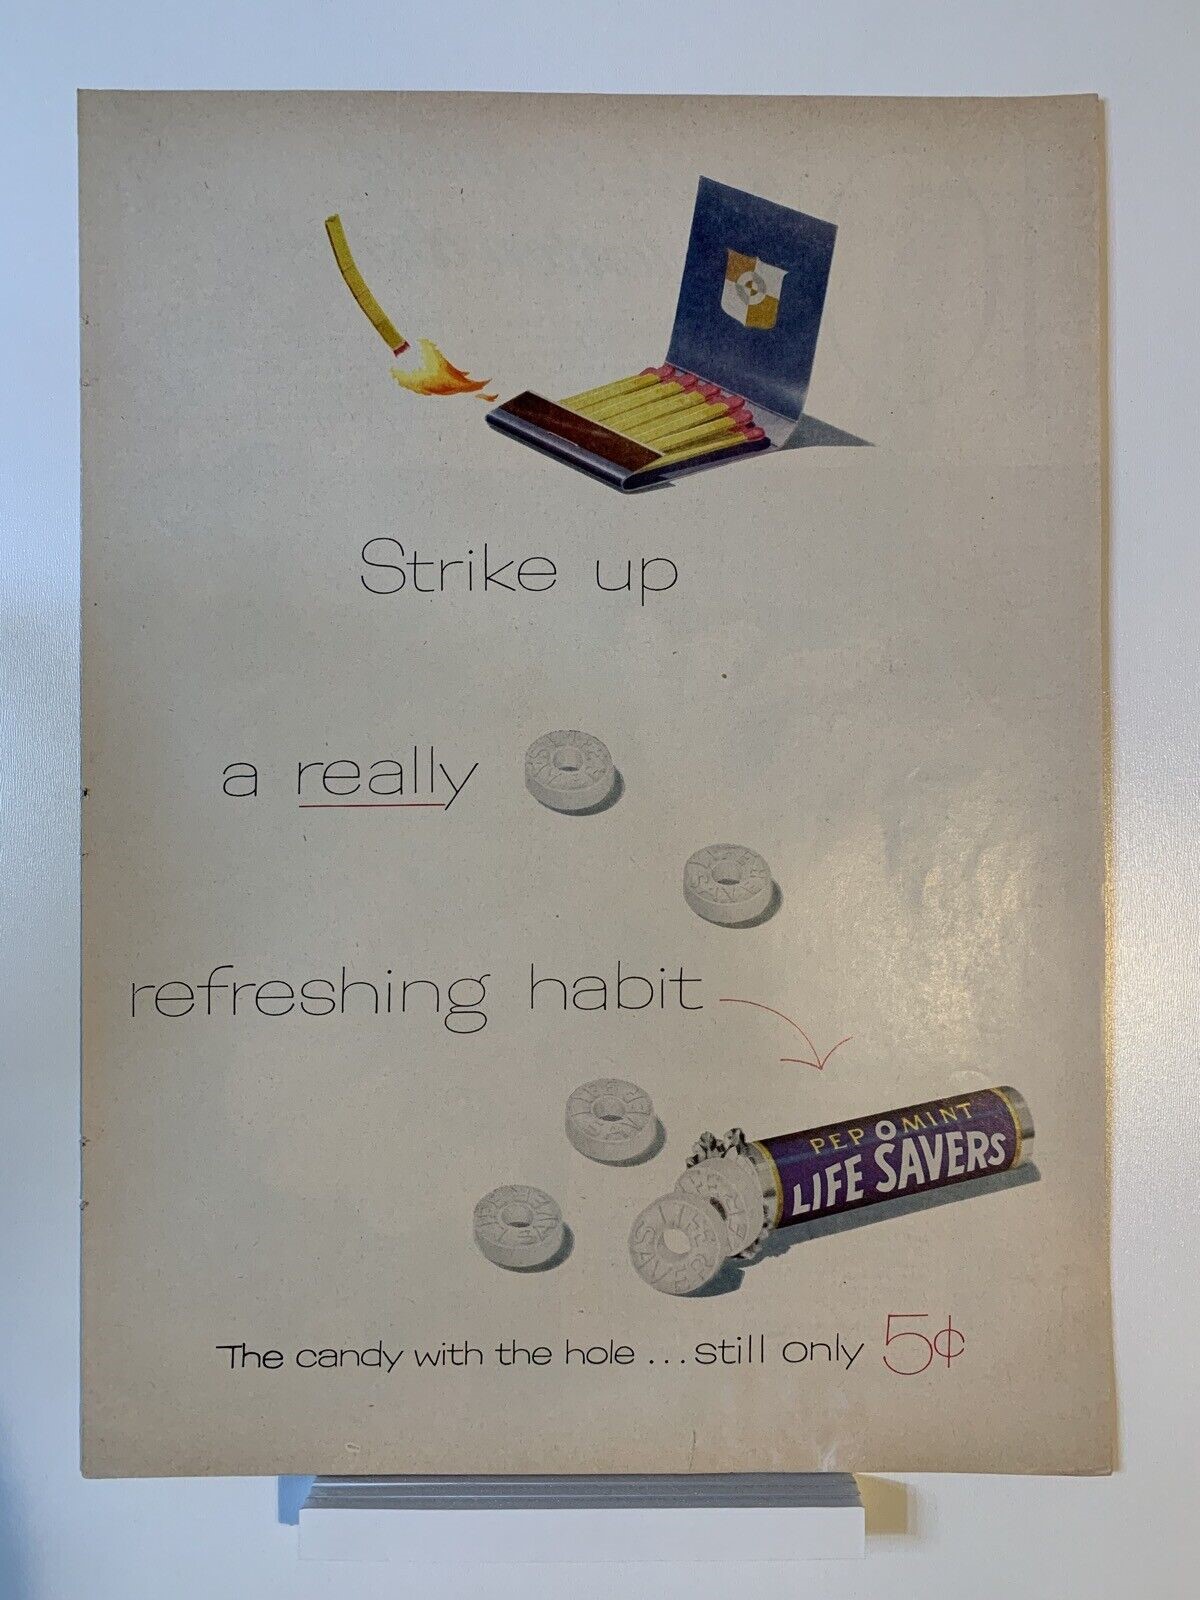 Strike up
a really
refreshing habit
PEP O MINT
LIFE SAVERS
The candy with the hole ... still only 5¢